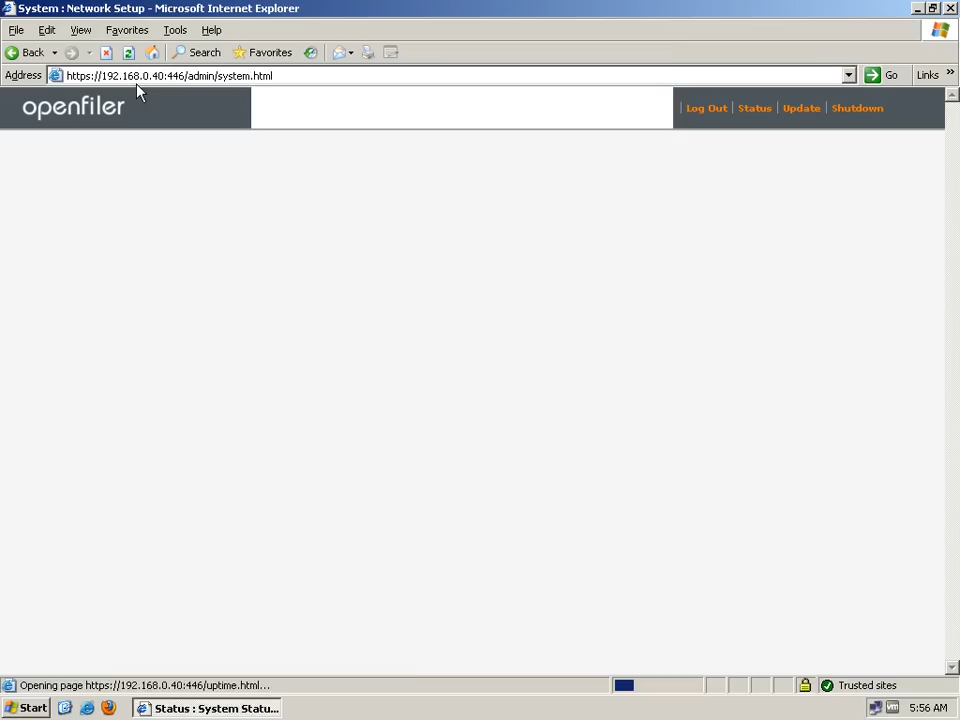 System : Network Setup - Microsoft Internet Explorer
File Edit View Favorites Tools Help
Back Search Favorites
Address https://192.168.0.40:446/admin/system.html Go Links »
openfiler | Log Out | Status | Update | Shutdown
Opening page https://192.168.0.40:446/uptime.html... Trusted sites
Start Status : System Statu... 5:56 AM